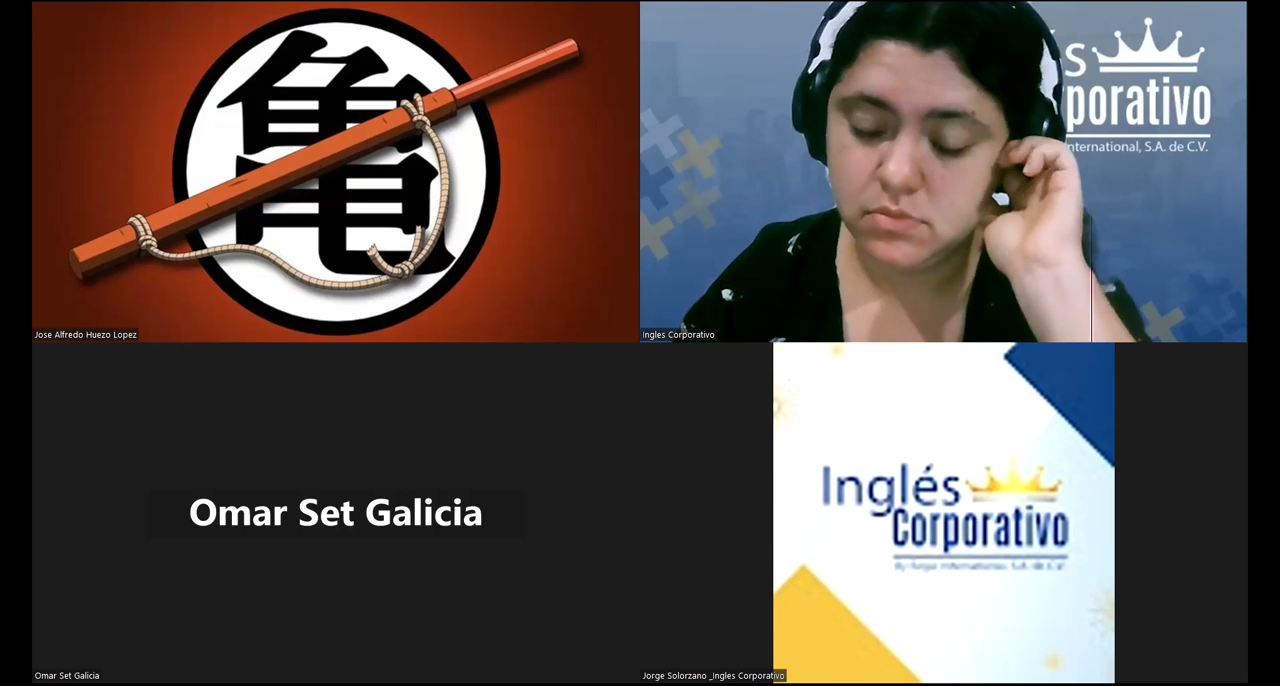 亀
s
porativo
nternational, S.A. de C.V.
Jose Alfredo Huezo Lopez
Ingles Corporativo
Omar Set Galicia
Inglés
Corporativo
Omar Set Galicia
Jorge Solorzano _Ingles Corporativo